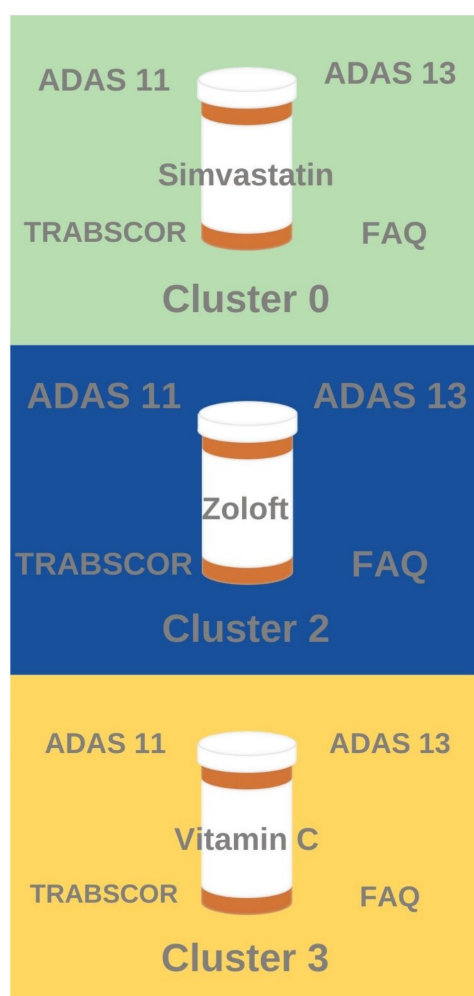 ADAS 11
ADAS 13
Simvastatin
TRABSCOR
FAQ
Cluster 0
ADAS 11
ADAS 13
Zoloft
TRABSCOR
FAQ
Cluster 2
ADAS 11
ADAS 13
Vitamin C
TRABSCOR
FAQ
Cluster 3